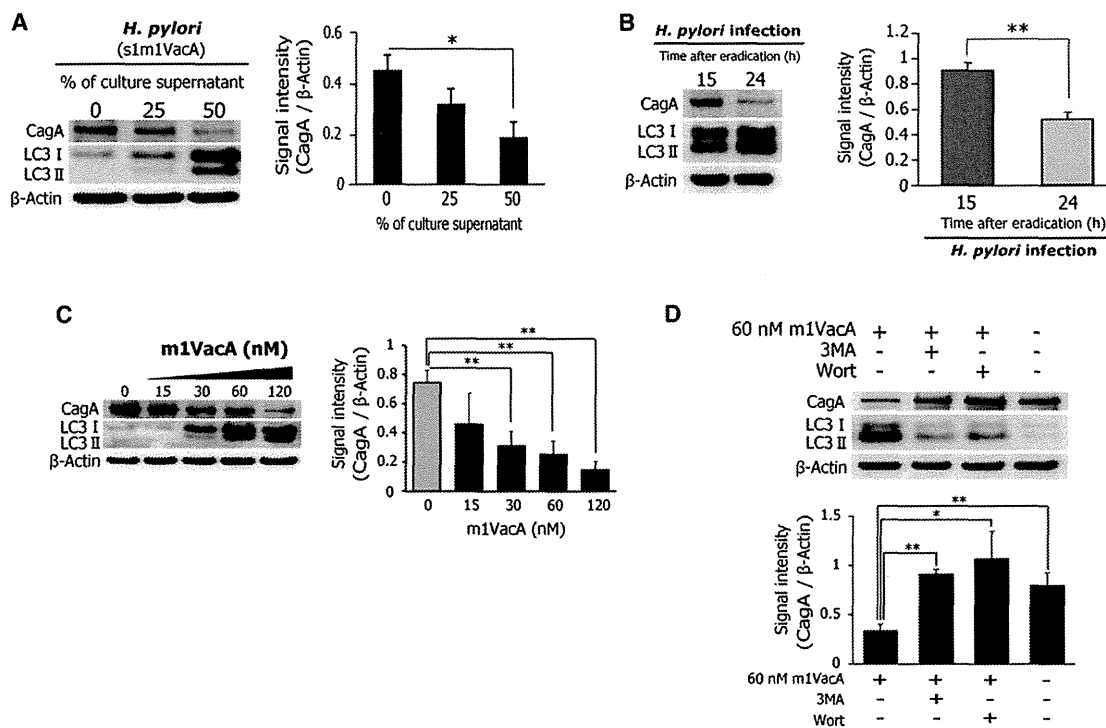 A
H. pylori
(s1m1VacA)
% of culture supernatant
0 25 50
CagA
LC3 I
LC3 II
β-Actin
Signal intensity
(CagA / β-Actin)
0.6
0.4
0.2
0
*
0 25 50
% of culture supernatant
B
H. pylori infection
Time after eradication (h)
15 24
CagA
LC3 I
LC3 II
β-Actin
Signal intensity
(CagA / β-Actin)
1.2
1
0.8
0.6
0.4
0.2
0
**
15 24
Time after eradication (h)
H. pylori infection
C
m1VacA (nM)
0 15 30 60 120
CagA
LC3 I
LC3 II
β-Actin
Signal intensity
(CagA / β-Actin)
1
0.8
0.6
0.4
0.2
0
**
**
**
0 15 30 60 120
m1VacA (nM)
D
60 nM m1VacA + + + -
3MA - + - -
Wort - - + -
CagA
LC3 I
LC3 II
β-Actin
Signal intensity
(CagA / β-Actin)
1.5
1
0.5
0
**
*
**
60 nM m1VacA + + + -
3MA - + - -
Wort - - + -